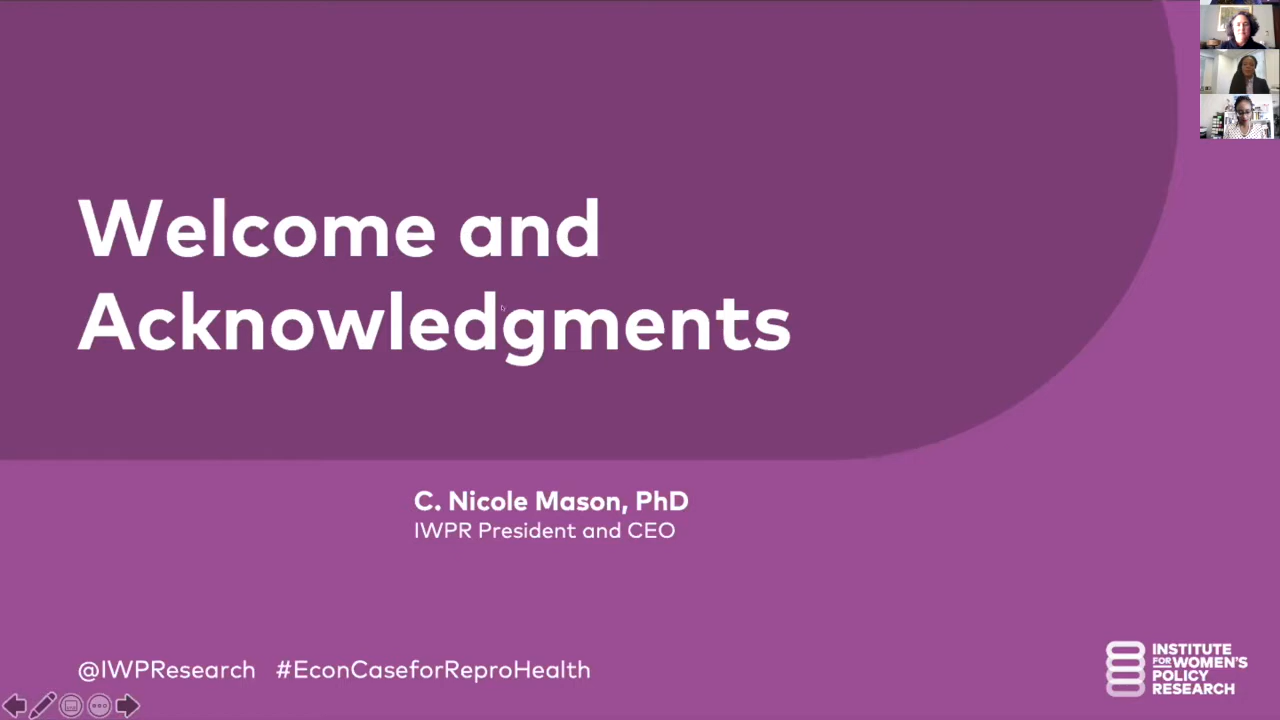 Welcome and
Acknowledgments
C. Nicole Mason, PhD
IWPR President and CEO
@IWPResearch #EconCaseforReproHealth
INSTITUTE
FOR WOMEN'S
POLICY
RESEARCH